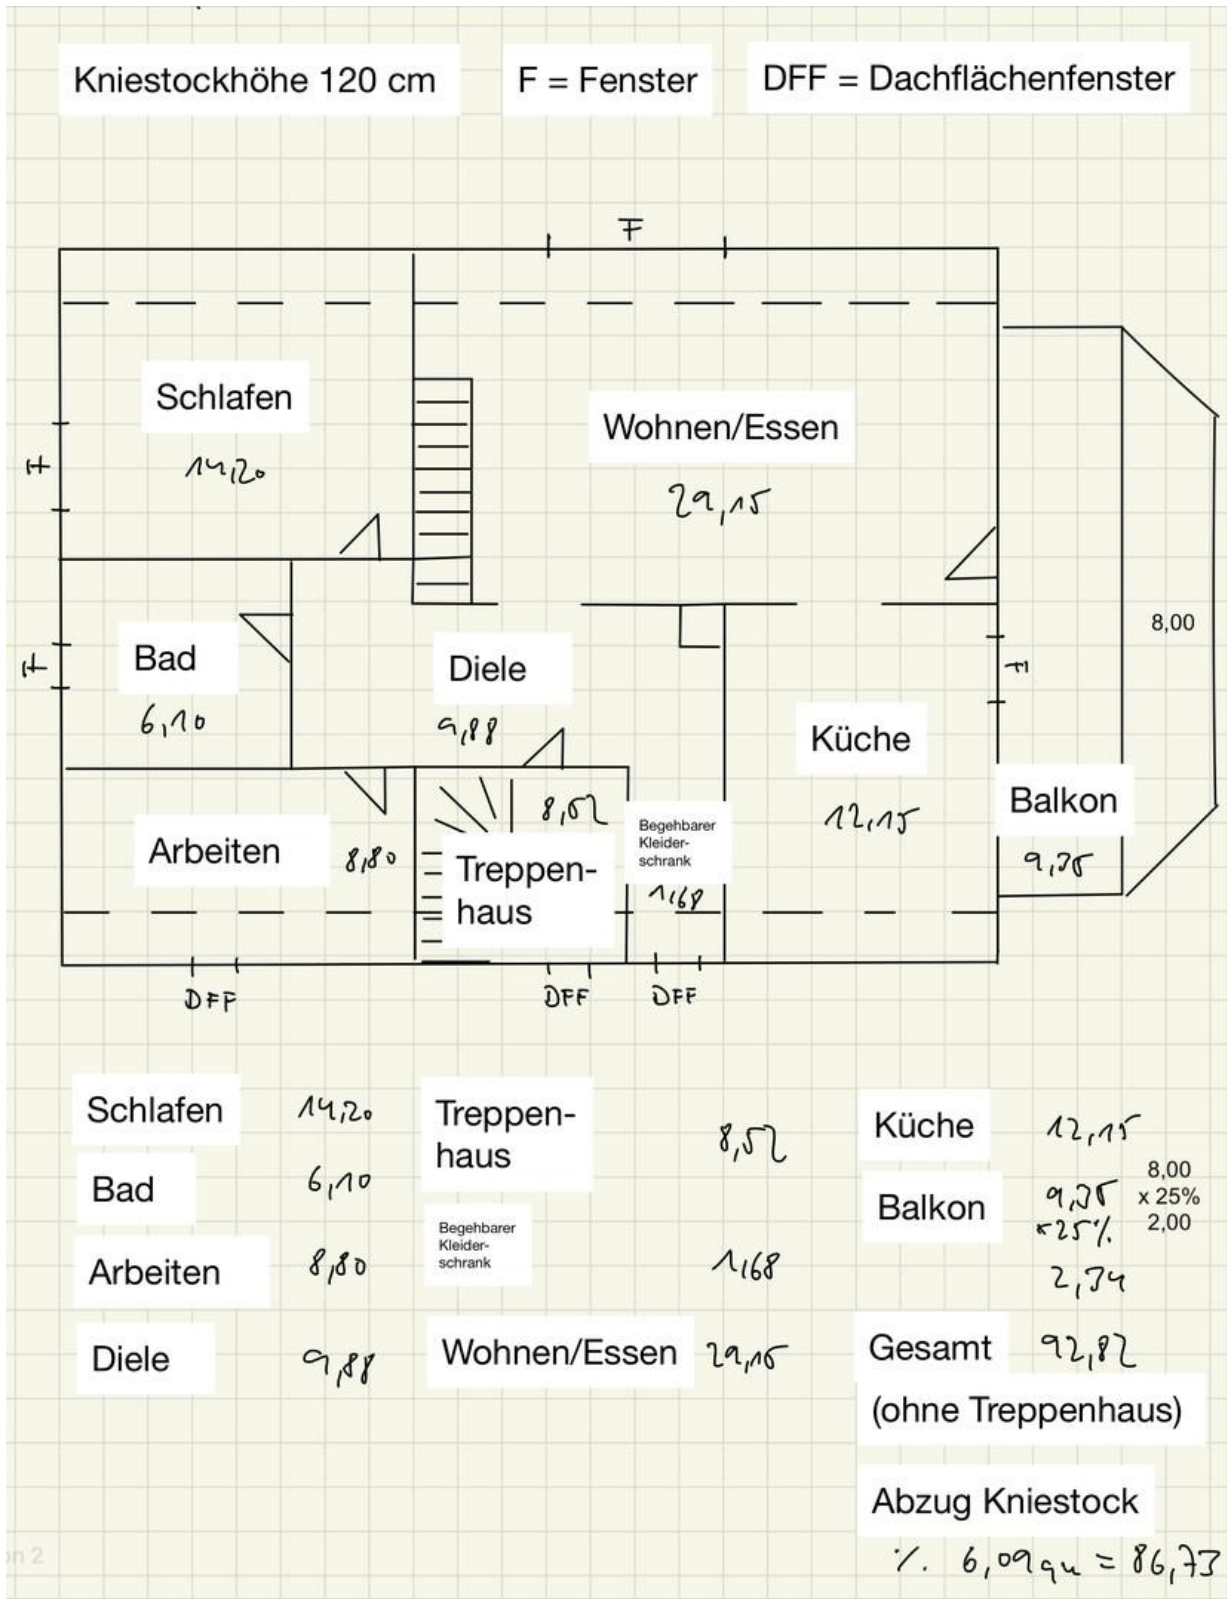 Kniestockhöhe 120 cm
F = Fenster
DFF = Dachflächenfenster
F
Schlafen
14,20
F
Wohnen/Essen
29,15
Bad
6,10
F
Diele
9,88
F
8,00
Küche
12,15
Balkon
9,35
Arbeiten
8,80
8,52
Treppen-
haus
Begehbarer
Kleider-
schrank
1,68
DFF
DFF
DFF
Schlafen 14,20
Bad 6,10
Arbeiten 8,80
Diele 9,88
Treppen-
haus 8,52
Begehbarer
Kleider-
schrank 1,68
Wohnen/Essen 29,15
Küche 12,15
Balkon 9,35
x 25%
2,34
8,00
x 25%
2,00
Gesamt 92,82
(ohne Treppenhaus)
Abzug Kniestock
∕. 6,09 qm = 86,73
on 2